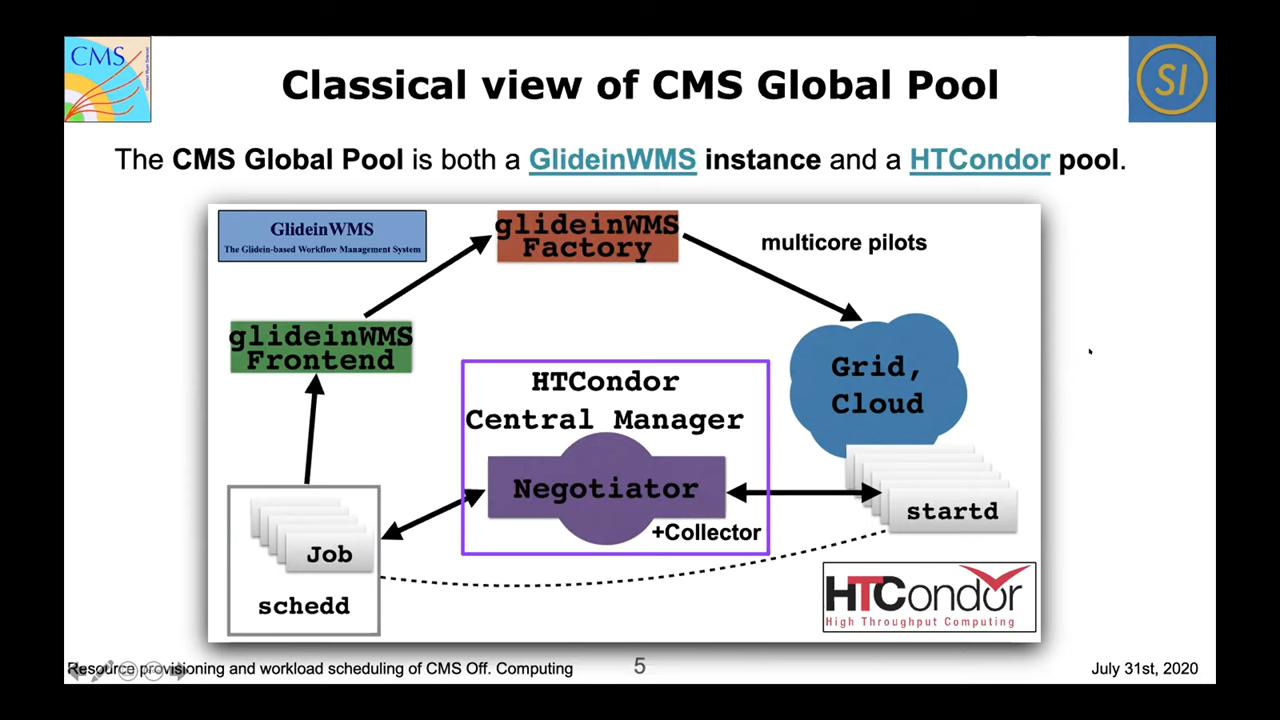 CMS
SI
Classical view of CMS Global Pool
The CMS Global Pool is both a GlideinWMS instance and a HTCondor pool.
GlideinWMS
The Glidein-based Workflow Management System
glideinWMS
Factory
multicore pilots
glideinWMS
Frontend
Grid,
Cloud
HTCondor
Central Manager
Negotiator
+Collector
startd
Job
schedd
HTCondor
High Throughput Computing
Resource provisioning and workload scheduling of CMS Off. Computing
5
July 31st, 2020